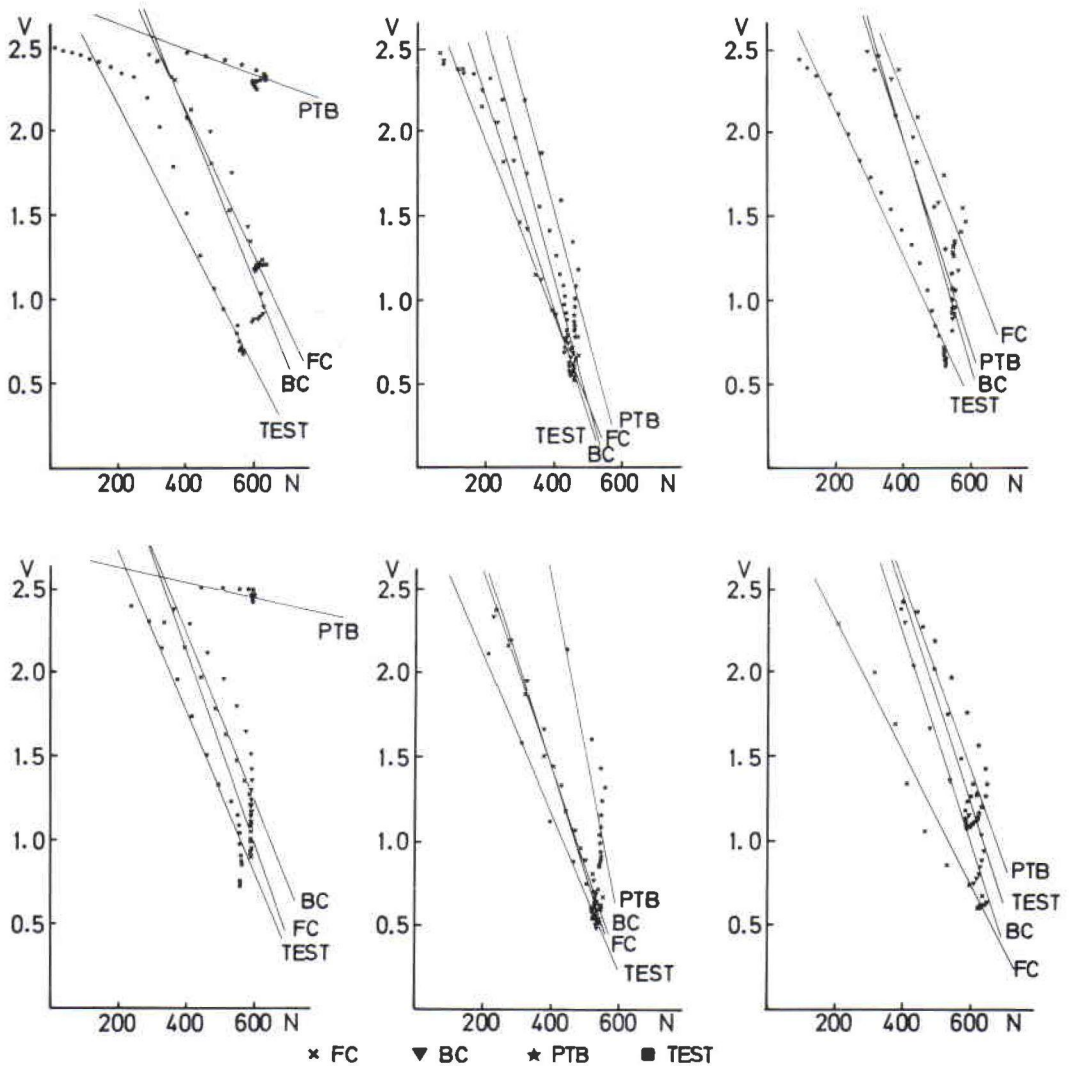 V V V
2.5 2.5 2.5
PTB
2.0 2.0 2.0
1.5 1.5 1.5
1.0 1.0 1.0
FC FC
BC PTB
0.5 0.5 0.5 BC
TEST TEST FC PTB TEST
BC
200 400 600 N 200 400 600 N 200 400 600 N
V V V
2.5 2.5 2.5
PTB
2.0 2.0 2.0
1.5 1.5 1.5
1.0 1.0 1.0
PTB
BC PTB TEST
0.5 FC 0.5 BC 0.5 BC
TEST FC
TEST FC
200 400 600 N 200 400 600 N 200 400 600 N
× FC ▼ BC ★ PTB ■ TEST